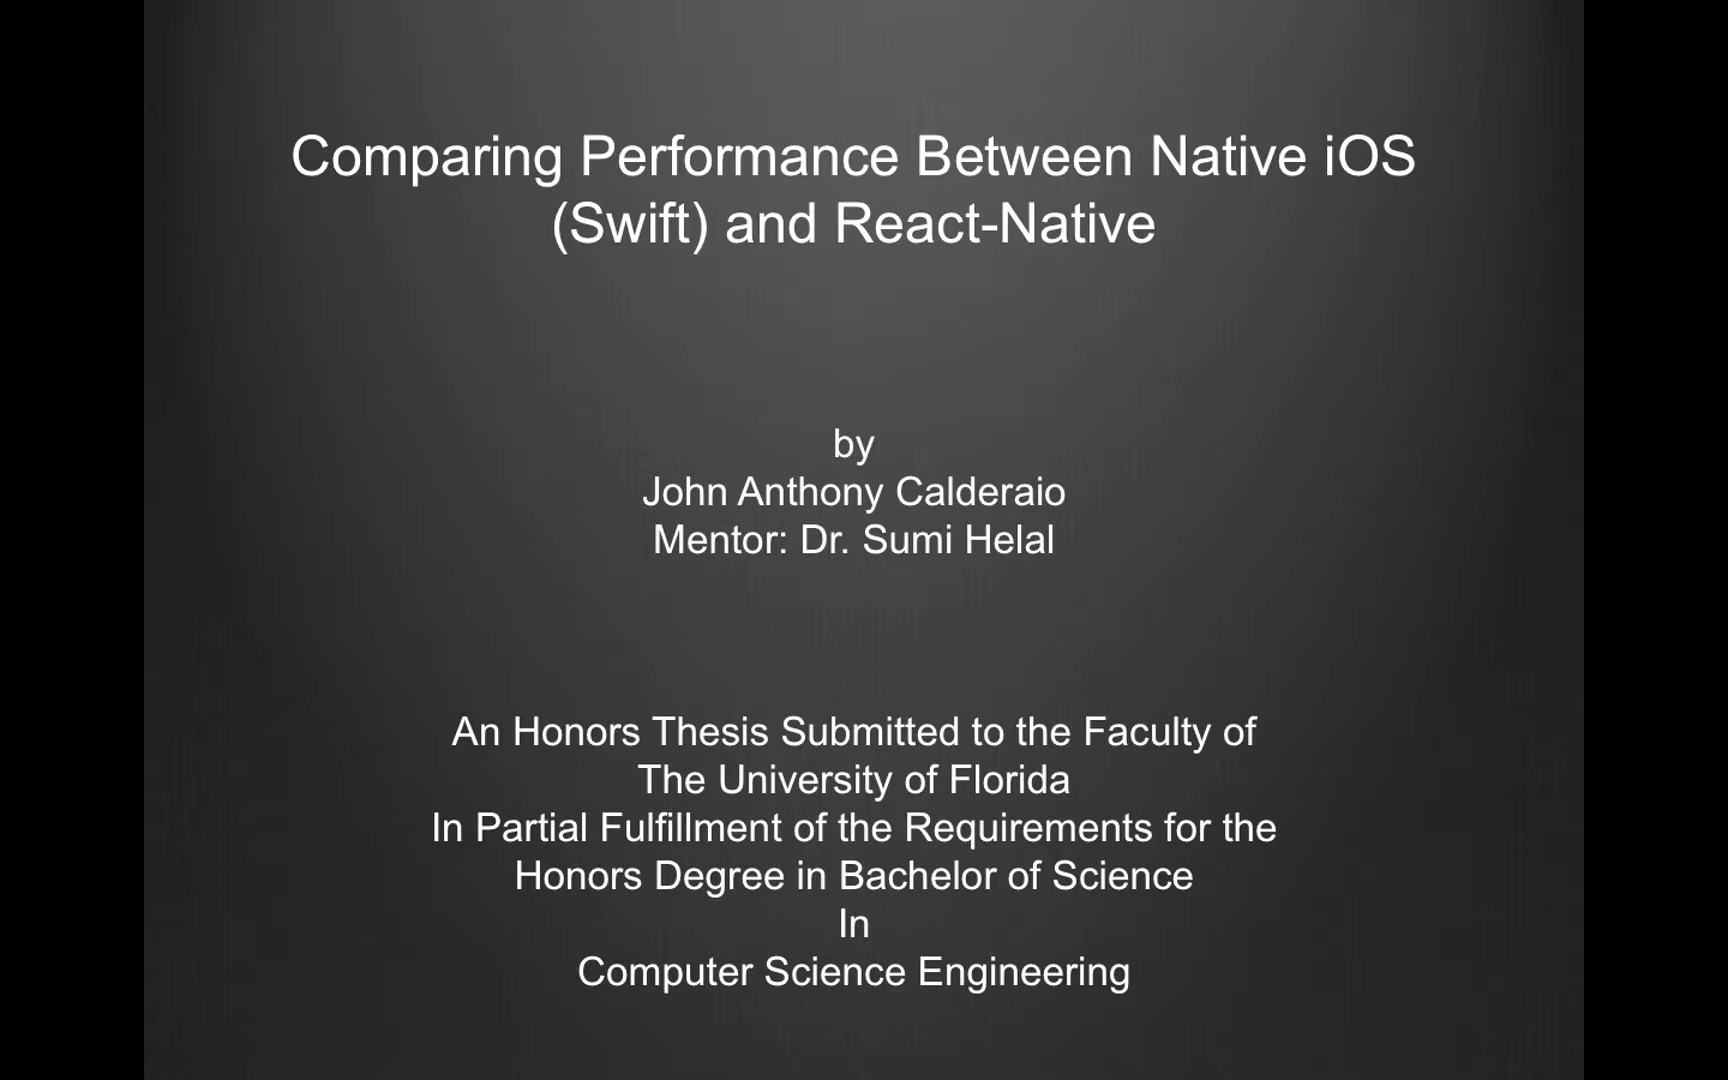 Comparing Performance Between Native iOS
(Swift) and React-Native
by
John Anthony Calderaio
Mentor: Dr. Sumi Helal
An Honors Thesis Submitted to the Faculty of
The University of Florida
In Partial Fulfillment of the Requirements for the
Honors Degree in Bachelor of Science
In
Computer Science Engineering